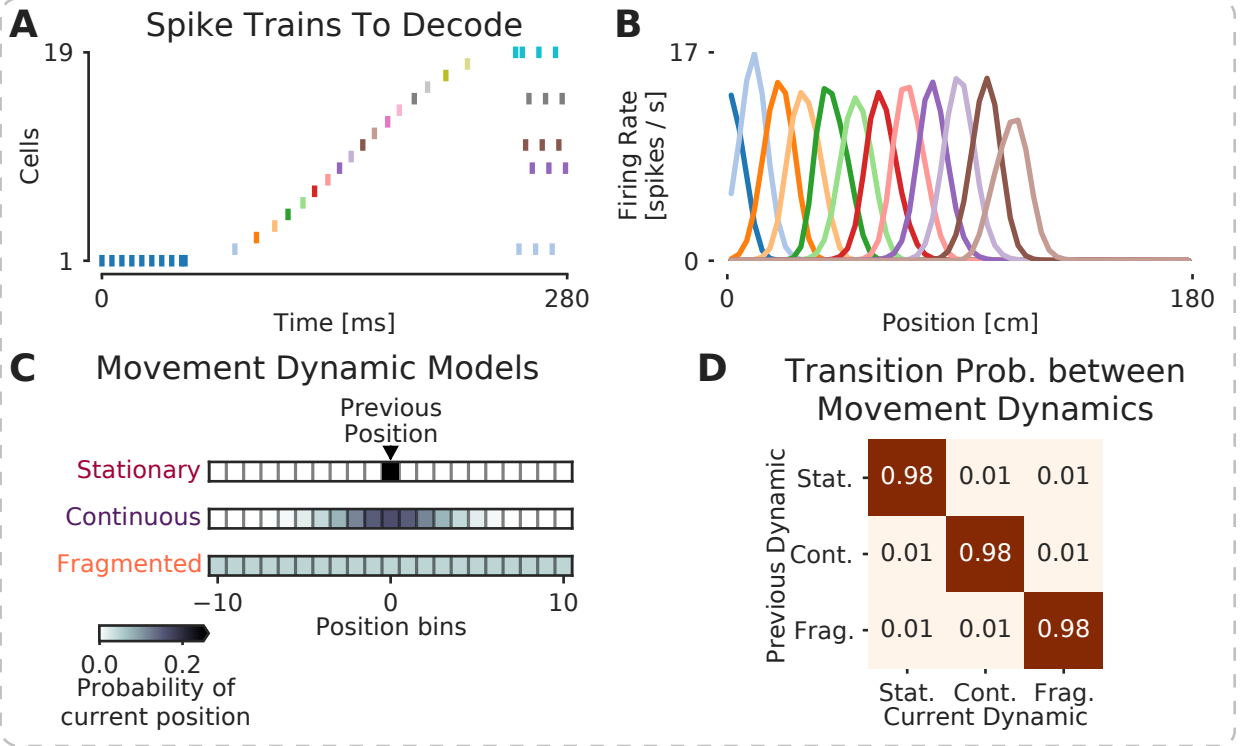 A
Spike Trains To Decode
19
Cells
1
0
280
Time [ms]
B
17
Firing Rate
[spikes / s]
0
0
180
Position [cm]
C
Movement Dynamic Models
Previous
Position
Stationary
Continuous
Fragmented
−10
0
10
Position bins
0.0
0.2
Probability of
current position
D
Transition Prob. between
Movement Dynamics
Previous Dynamic
Stat.
0.98
0.01
0.01
Cont.
0.01
0.98
0.01
Frag.
0.01
0.01
0.98
Stat.
Cont.
Frag.
Current Dynamic